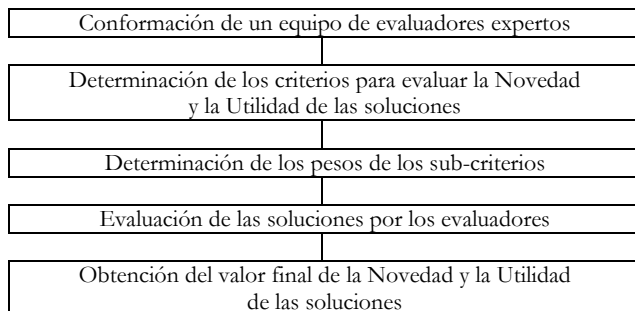 Conformación de un equipo de evaluadores expertos
Determinación de los criterios para evaluar la Novedad
y la Utilidad de las soluciones
Determinación de los pesos de los sub-criterios
Evaluación de las soluciones por los evaluadores
Obtención del valor final de la Novedad y la Utilidad
de las soluciones